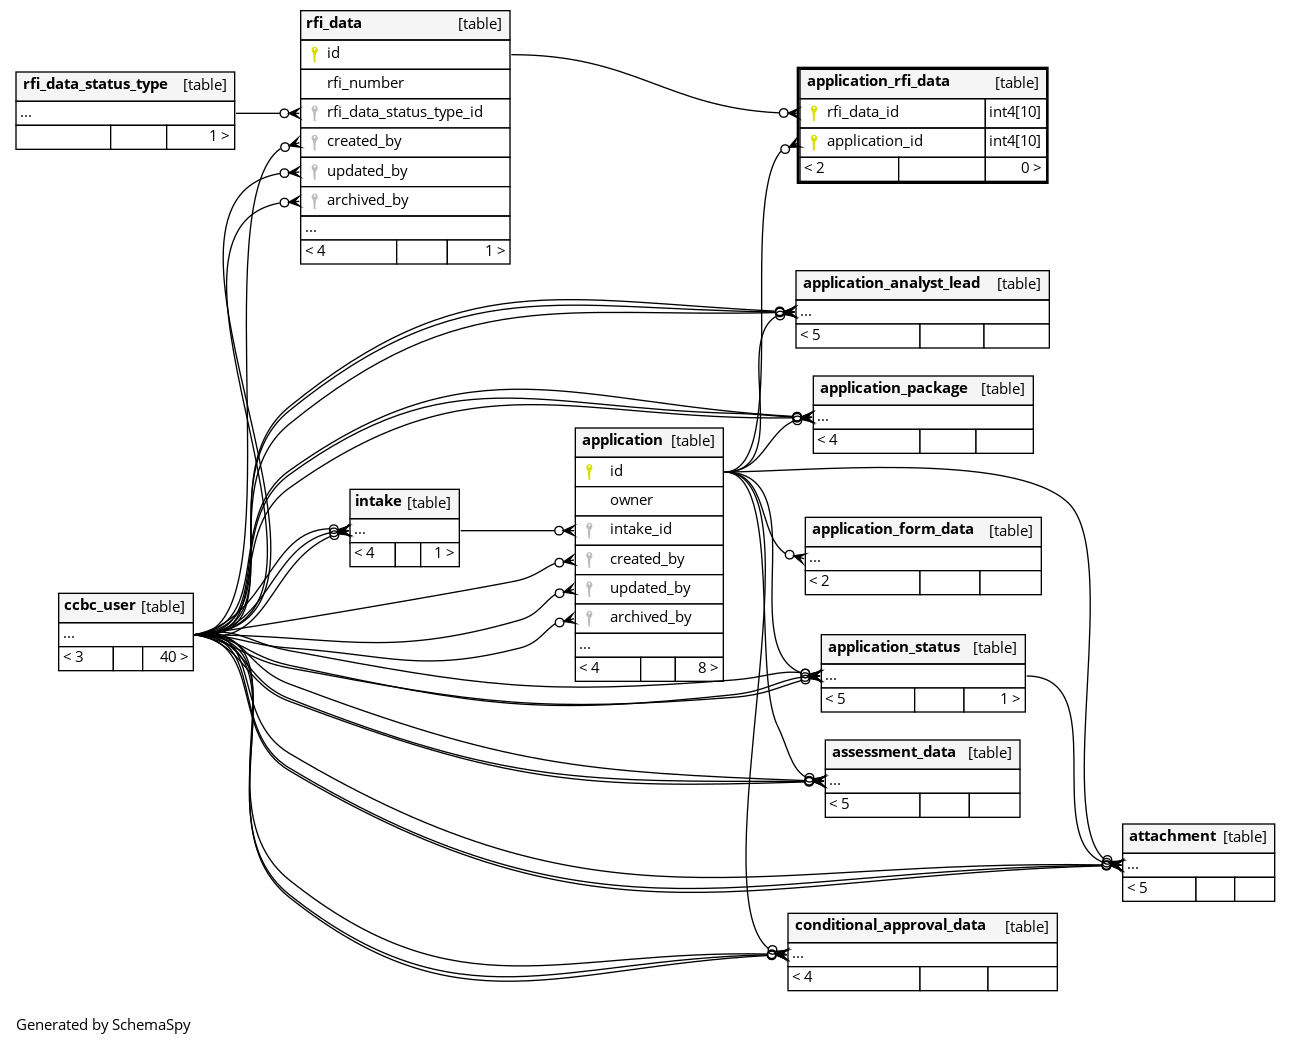 rfi_data [table]
id
rfi_number
rfi_data_status_type_id
created_by
updated_by
archived_by
...
< 4 1 >
rfi_data_status_type [table]
...
1 >
application_rfi_data [table]
rfi_data_id int4[10]
application_id int4[10]
< 2 0 >
application_analyst_lead [table]
...
< 5
application_package [table]
...
< 4
application [table]
id
owner
intake_id
created_by
updated_by
archived_by
...
< 4 8 >
intake [table]
...
< 4 1 >
application_form_data [table]
...
< 2
ccbc_user [table]
...
< 3 40 >
application_status [table]
...
< 5 1 >
assessment_data [table]
...
< 5
attachment [table]
...
< 5
conditional_approval_data [table]
...
< 4
Generated by SchemaSpy